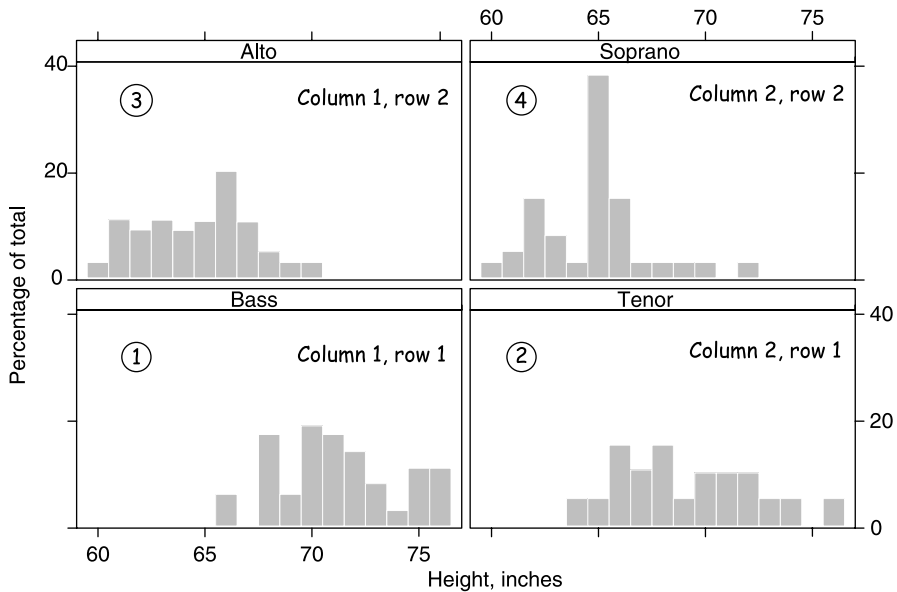 60 65 70 75
Alto
Soprano
40
3
Column 1, row 2
4
Column 2, row 2
20
0
Percentage of total
Bass
Tenor
1
Column 1, row 1
2
Column 2, row 1
40
20
0
60 65 70 75
Height, inches